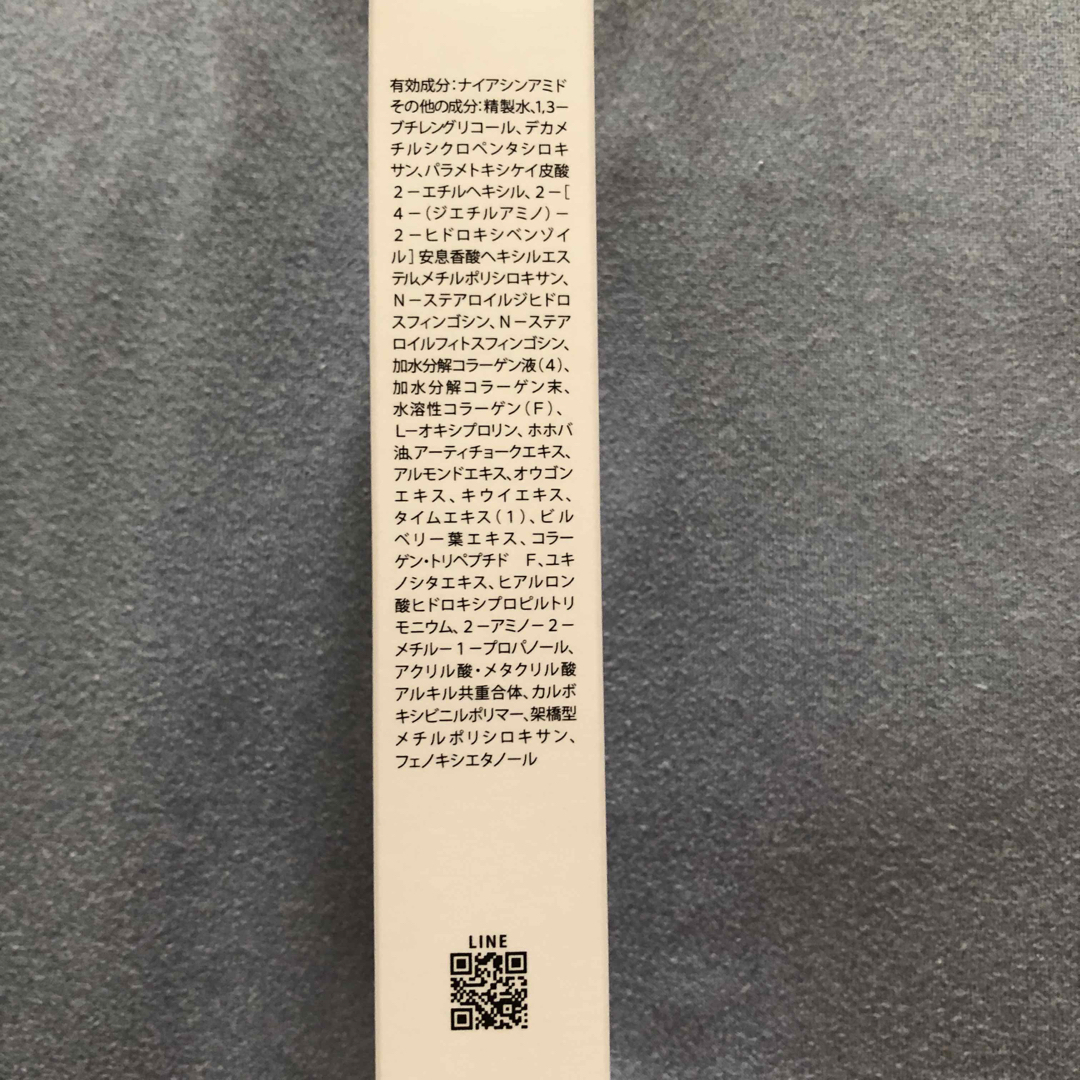 有効成分：ナイアシンアミド
その他の成分：精製水、1,3−
ブチレングリコール、デカメ
チルシクロペンタシロキ
サン、パラメトキシケイ皮酸
２−エチルヘキシル、２−［
４−（ジエチルアミノ）−
２−ヒドロキシベンゾイ
ル］安息香酸ヘキシルエス
テル、メチルポリシロキサン、
Ｎ−ステアロイルジヒドロ
スフィンゴシン、Ｎ−ステア
ロイルフィトスフィンゴシン、
加水分解コラーゲン液（４）、
加水分解コラーゲン末、
水溶性コラーゲン（Ｆ）、
Ｌ−オキシプロリン、ホホバ
油、アーティチョークエキス、
アルモンドエキス、オウゴン
エキス、キウイエキス、
タイムエキス（１）、ビル
ベリー葉エキス、コラー
ゲン・トリペプチド　Ｆ、ユキ
ノシタエキス、ヒアルロン
酸ヒドロキシプロピルトリ
モニウム、２−アミノ−２−
メチル−１−プロパノール、
アクリル酸・メタクリル酸
アルキル共重合体、カルボ
キシビニルポリマー、架橋型
メチルポリシロキサン、
フェノキシエタノール
LINE